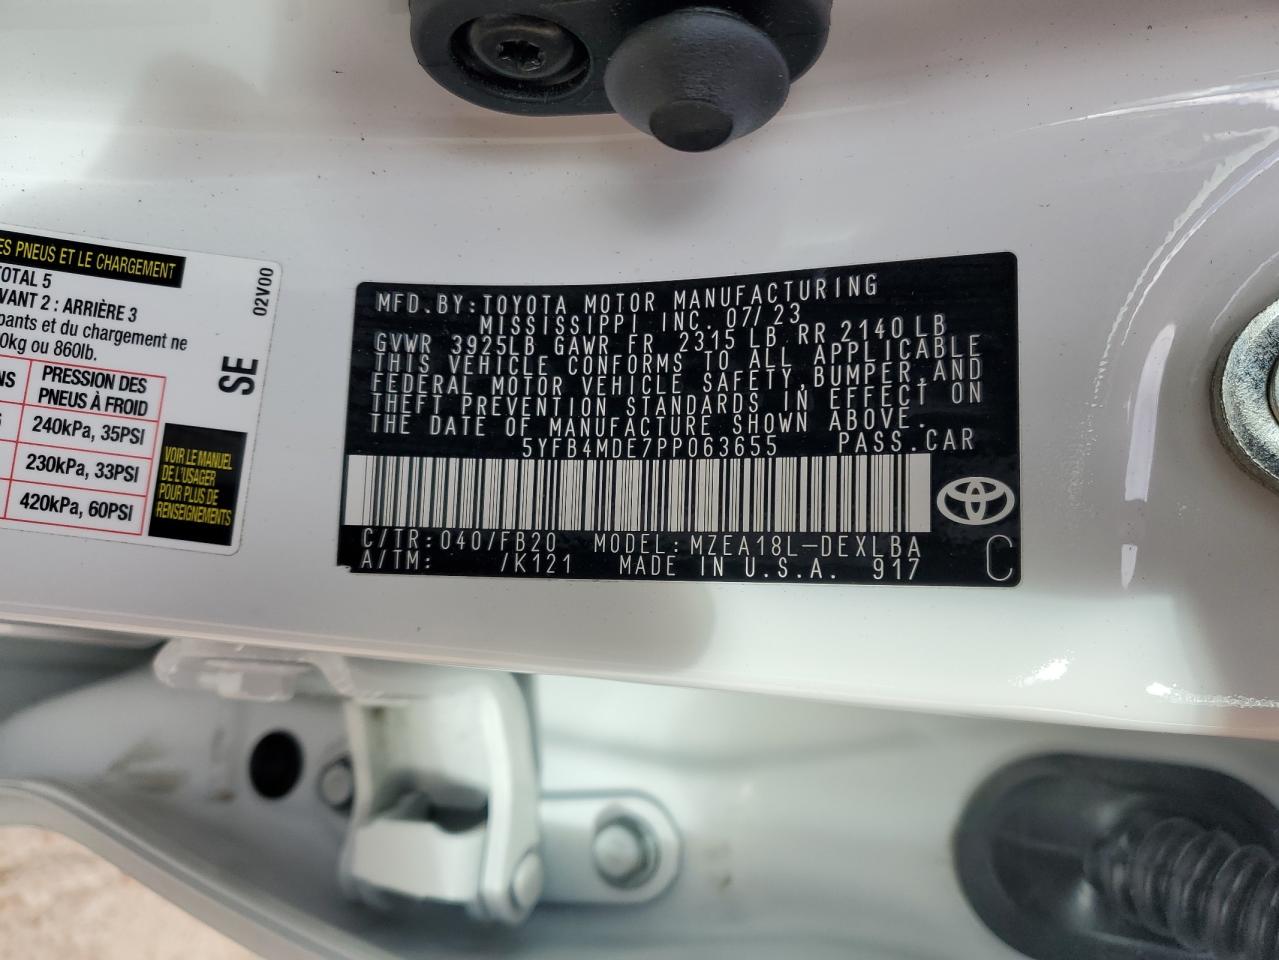 ES PNEUS ET LE CHARGEMENT
TOTAL 5
VANT 2 : ARRIÈRE 3
pants et du chargement ne
0kg ou 860lb.
NS PRESSION DES
PNEUS À FROID
240kPa, 35PSI
230kPa, 33PSI
420kPa, 60PSI
02V00
SE
VOIR LE MANUEL
DE L'USAGER
POUR PLUS DE
RENSEIGNEMENTS
MFD.BY:TOYOTA MOTOR MANUFACTURING
MISSISSIPPI INC. 07/23
GVWR 3925LB GAWR FR 2315LB RR 2140LB
THIS VEHICLE CONFORMS TO ALL APPLICABLE
FEDERAL MOTOR VEHICLE SAFETY,BUMPER,AND
THEFT PREVENTION STANDARDS IN EFFECT ON
THE DATE OF MANUFACTURE SHOWN ABOVE.
5YFB4MDE7PP063655 PASS.CAR
C/TR:040/FB20 MODEL:MZEA18L-DEXLBA
A/TM: /K121 MADE IN U.S.A. 917
C